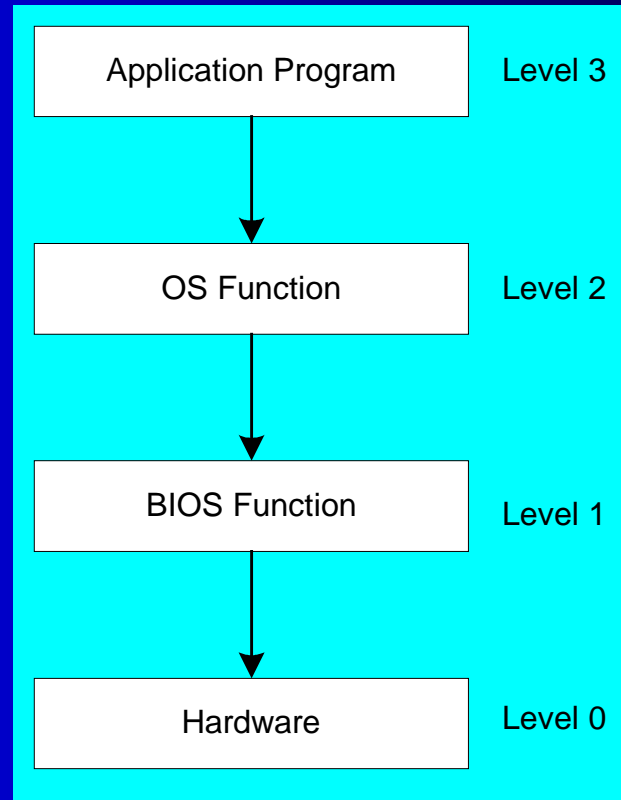 Application Program Level 3
OS Function Level 2
BIOS Function Level 1
Hardware Level 0